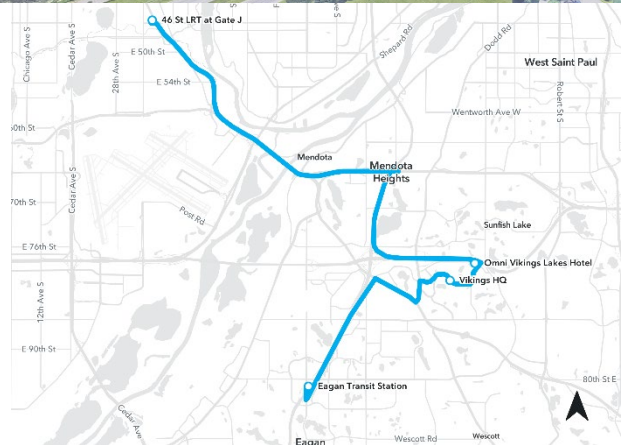 46 St LRT at Gate J
Chicago Ave S
Cedar Ave S
28th Ave S
E 50th St
E 54th St
Shepard Rd
Dodd Rd
West Saint Paul
Robert St S
Wentworth Ave W
Mendota
Mendota
Heights
70th St
Cedar Ave S
Post Rd
Sunfish Lake
E 76th St
Omni Vikings Lakes Hotel
Vikings HQ
12th Ave S
E 90th St
Eagan Transit Station
80th St E
Cedar Ave
Eagan
Wescott Rd
Wescott